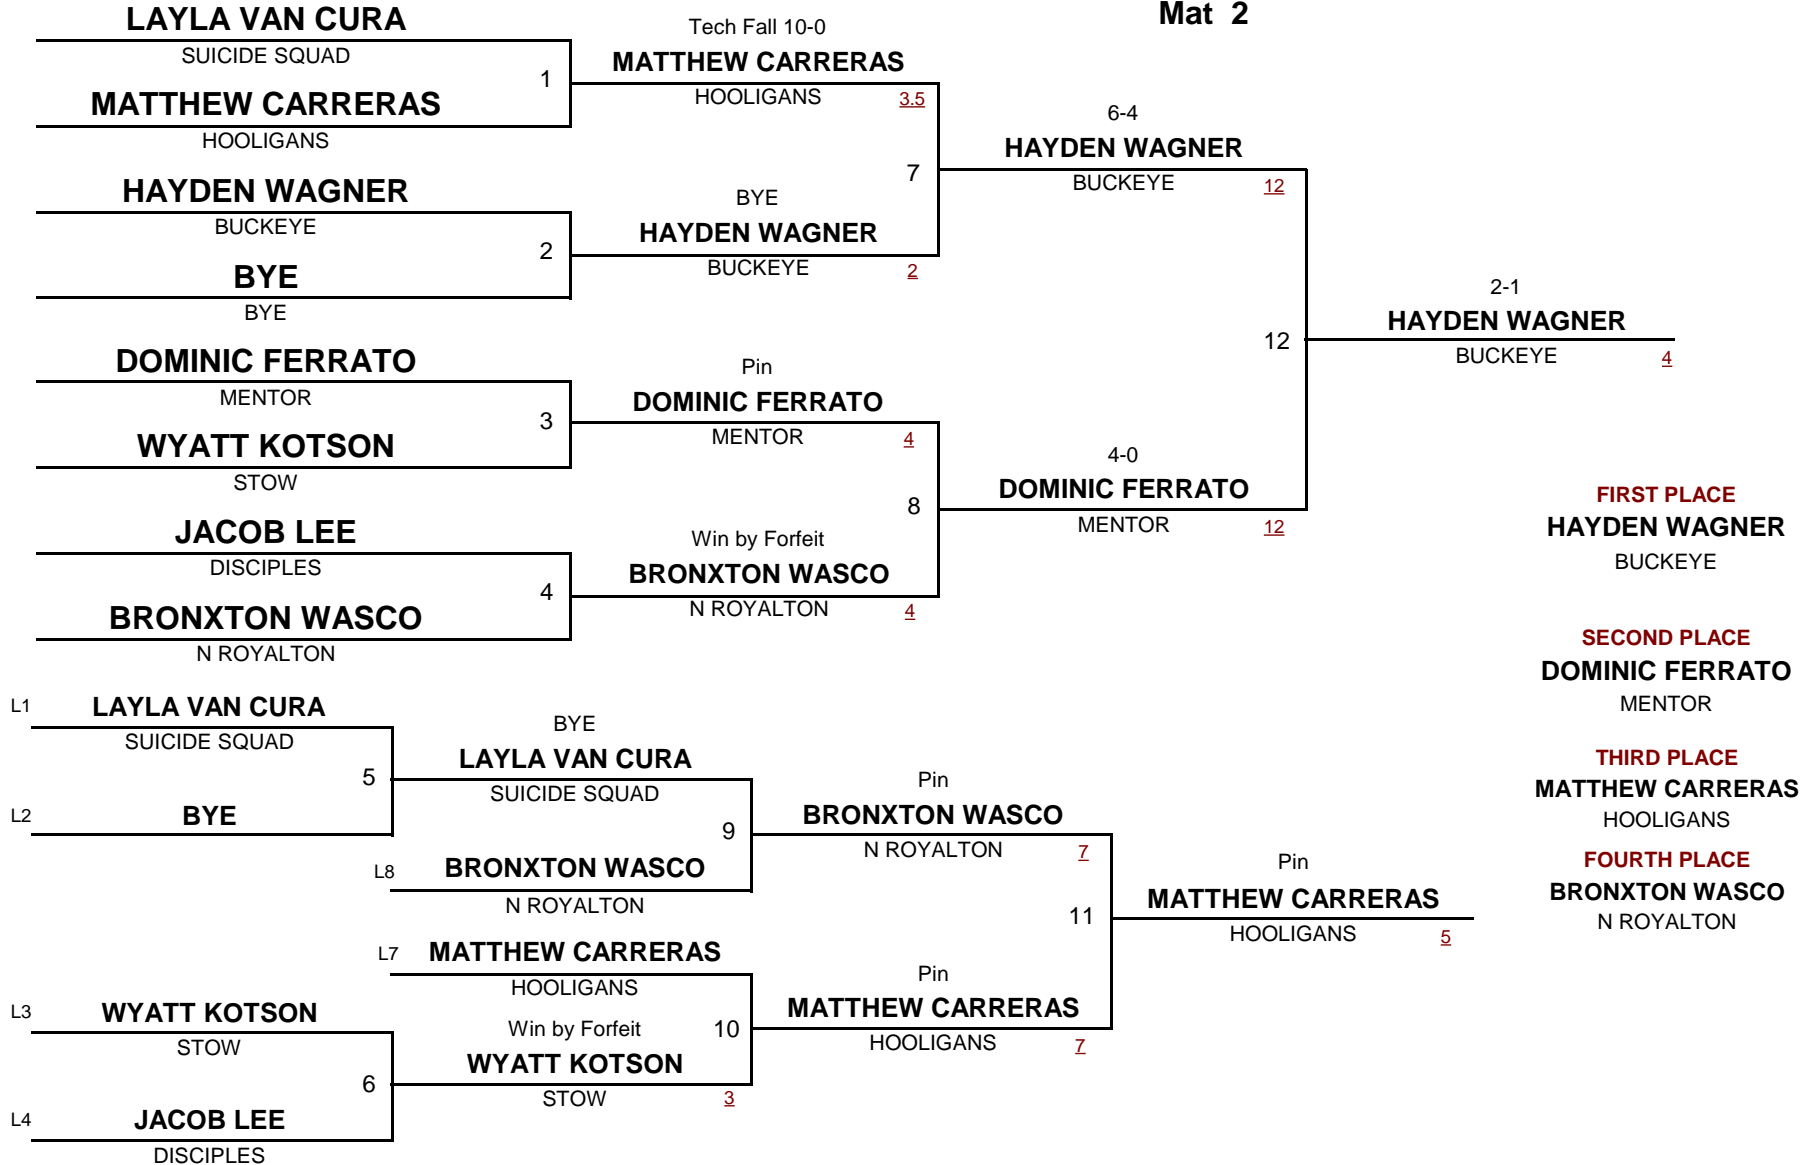 Mat 2
LAYLA VAN CURA
SUICIDE SQUAD
1
MATTHEW CARRERAS
HOOLIGANS
HAYDEN WAGNER
BUCKEYE
2
BYE
BYE
DOMINIC FERRATO
MENTOR
3
WYATT KOTSON
STOW
JACOB LEE
DISCIPLES
4
BRONXTON WASCO
N ROYALTON
Tech Fall 10-0
MATTHEW CARRERAS
HOOLIGANS 3.5
7
BYE
HAYDEN WAGNER
BUCKEYE 2
Pin
DOMINIC FERRATO
MENTOR 4
8
Win by Forfeit
BRONXTON WASCO
N ROYALTON 4
6-4
HAYDEN WAGNER
BUCKEYE 12
12
4-0
DOMINIC FERRATO
MENTOR 12
2-1
HAYDEN WAGNER
BUCKEYE 4
FIRST PLACE
HAYDEN WAGNER
BUCKEYE
SECOND PLACE
DOMINIC FERRATO
MENTOR
THIRD PLACE
MATTHEW CARRERAS
HOOLIGANS
FOURTH PLACE
BRONXTON WASCO
N ROYALTON
L1 LAYLA VAN CURA
SUICIDE SQUAD
5
L2 BYE
BYE
LAYLA VAN CURA
SUICIDE SQUAD
9
L8 BRONXTON WASCO
N ROYALTON
L7 MATTHEW CARRERAS
HOOLIGANS
10
Win by Forfeit
WYATT KOTSON
STOW 3
L3 WYATT KOTSON
STOW
6
L4 JACOB LEE
DISCIPLES
Pin
BRONXTON WASCO
N ROYALTON 7
11
Pin
MATTHEW CARRERAS
HOOLIGANS 7
Pin
MATTHEW CARRERAS
HOOLIGANS 5